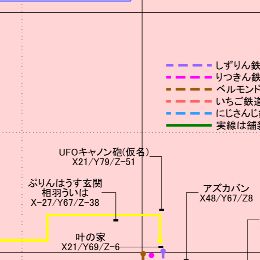 しずりん鉄
りつきん鉄
ベルモンド
いちご鉄道
にじさんじ鉄
実線は舗装
UFOキャノン砲(仮名)
X21/Y79/Z-51
ぷりんはうす玄関
相羽ういは
X-27/Y67/Z-38
アズカバン
X48/Y67/Z8
叶の家
X21/Y69/Z-6